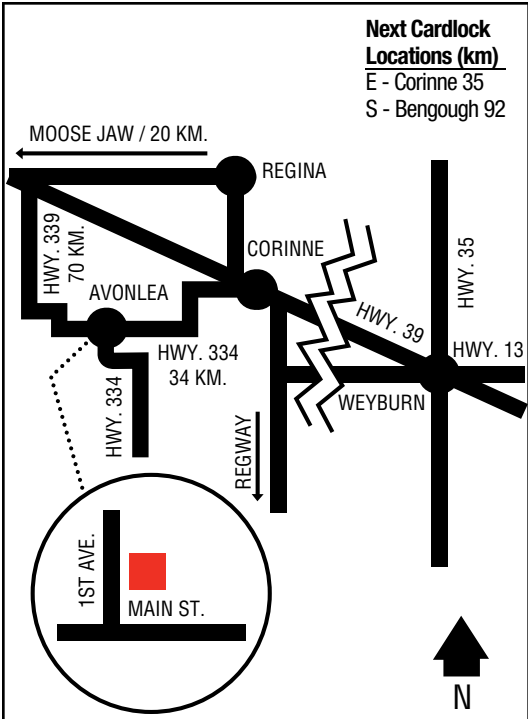 Next Cardlock
Locations (km)
E - Corinne 35
S - Bengough 92
MOOSE JAW / 20 KM.
REGINA
HWY. 339
70 KM.
CORINNE
AVONLEA
HWY. 35
HWY. 39
HWY. 13
HWY. 334
34 KM.
HWY. 334
WEYBURN
REGWAY
1ST AVE.
MAIN ST.
N